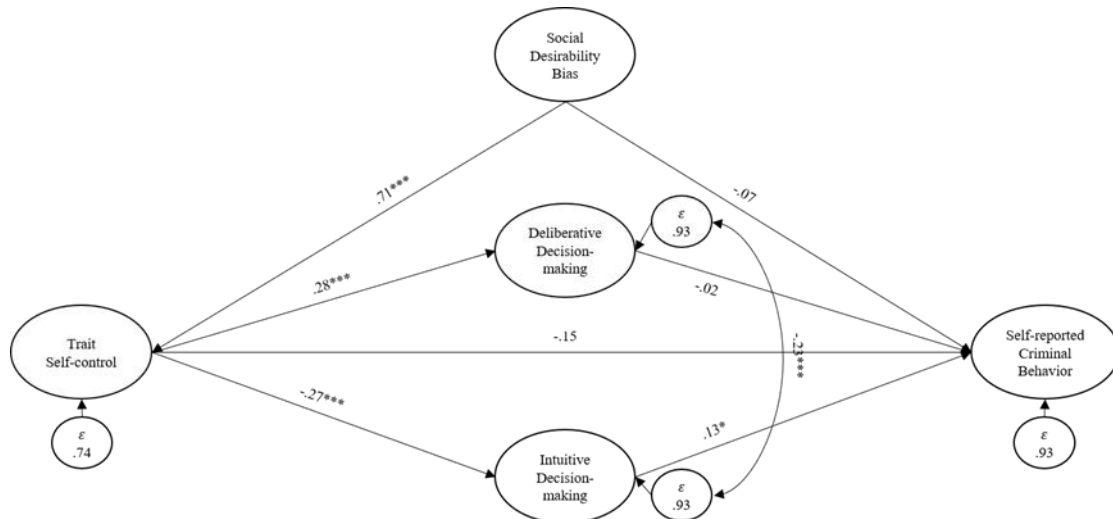 Social
Desirability
Bias
.71***
-.07
ε
.93
Deliberative
Decision-
making
.28***
-.02
Trait
Self-control
-.15
-.23***
Self-reported
Criminal
Behavior
-.27***
.13*
ε
.74
ε
.93
Intuitive
Decision-
making
ε
.93